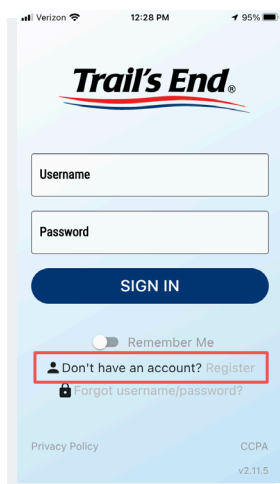 Verizon 12:28 PM 95%
Trail's End®
Username
Password
SIGN IN
Remember Me
Don't have an account? Register
Forgot username/password?
Privacy Policy CCPA
v2.11.5